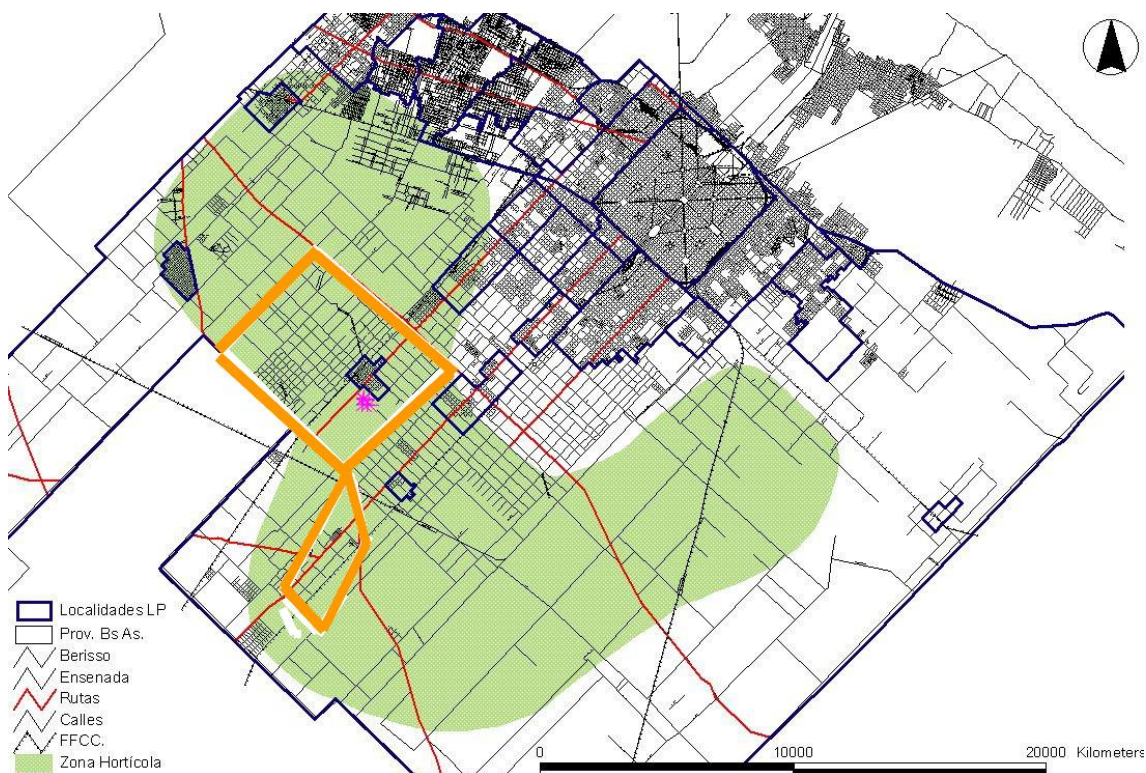 Localidades LP
Prov. Bs As.
Berisso
Ensenada
Rutas
Calles
FFCC.
Zona Hortícola
0 10000 20000 Kilometers